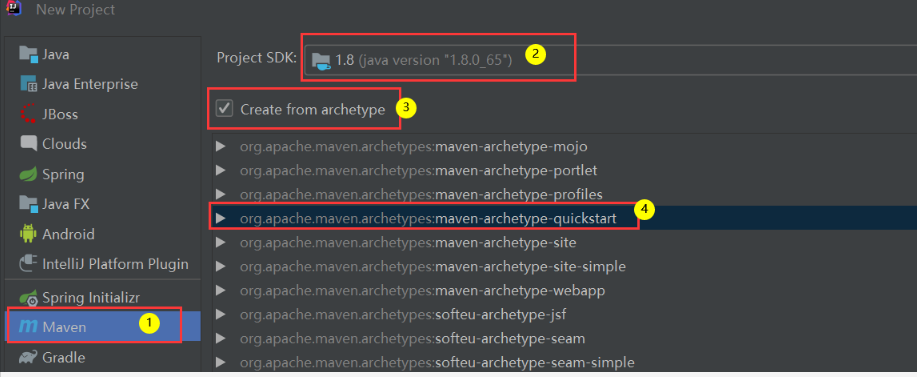 New Project
Java
Java Enterprise
JBoss
Clouds
Spring
Java FX
Android
IntelliJ Platform Plugin
Spring Initializr
Maven 1
Gradle
Project SDK: 1.8 (java version "1.8.0_65") 2
Create from archetype 3
org.apache.maven.archetypes:maven-archetype-mojo
org.apache.maven.archetypes:maven-archetype-portlet
org.apache.maven.archetypes:maven-archetype-profiles
org.apache.maven.archetypes:maven-archetype-quickstart 4
org.apache.maven.archetypes:maven-archetype-site
org.apache.maven.archetypes:maven-archetype-site-simple
org.apache.maven.archetypes:maven-archetype-webapp
org.apache.maven.archetypes:softeu-archetype-jsf
org.apache.maven.archetypes:softeu-archetype-seam
org.apache.maven.archetypes:softeu-archetype-seam-simple